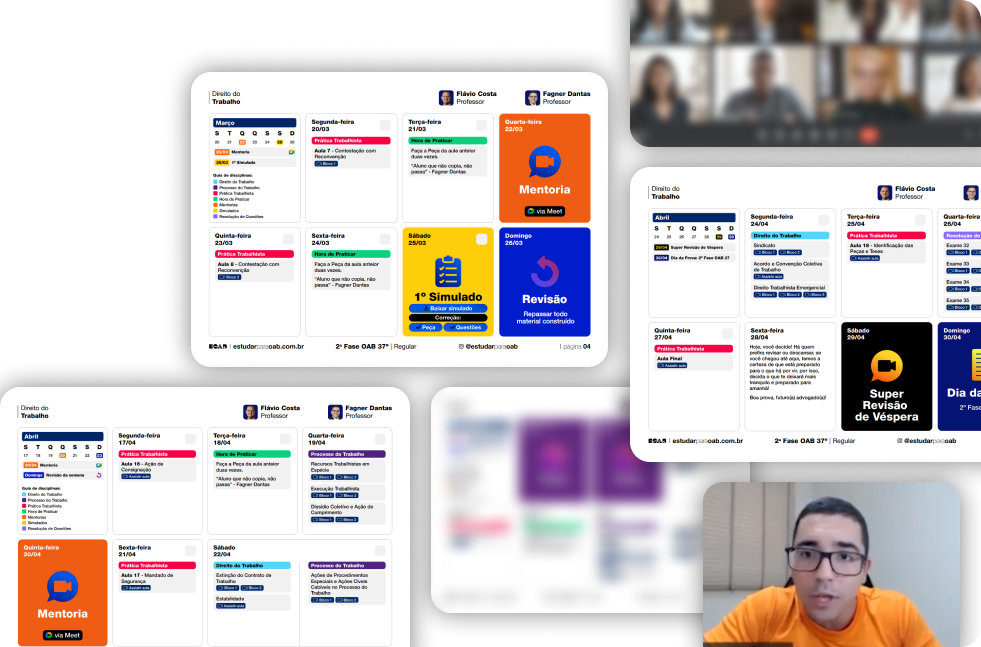 Direito do
Trabalho
Flávio Costa
Professor
Fagner Dantas
Professor
Março
S T Q Q S S D
20 21 22 23 24 25 26
22/03 Mentoria
25/03 1º Simulado
Guia de disciplinas:
Direito do Trabalho
Processo do Trabalho
Prática Trabalhista
Hora de Praticar
Mentorias
Simulados
Resolução de Questões
Segunda-feira
20/03
Prática Trabalhista
Aula 7 - Contestação com
Reconvenção
Bloco 1
Terça-feira
21/03
Hora de Praticar
Faça a Peça da aula anteior
duas vezes.
"Aluno que não copia, não
passa" - Fagner Dantas
Quarta-feira
22/03
Mentoria
via Meet
Quinta-feira
23/03
Prática Trabalhista
Aula 8 - Contestação com
Reconvenção
Bloco 2
Sexta-feira
24/03
Hora de Praticar
Faça a Peça da aula anteior
duas vezes.
"Aluno que não copia, não
passa" - Fagner Dantas
Sábado
25/03
1º Simulado
Baixar simulado
Correção:
Peça
Questões
Domingo
26/03
Revisão
Repassar todo
material construído
estudarparaoab.com.br
2ª Fase OAB 37º | Regular
@estudarparaoab
página 04
Direito do
Trabalho
Flávio Costa
Professor
Abril
S T Q Q S S D
24 25 26 27 28 29 30
29/04 Super Revisão de Véspera
30/04 Dia da Prova: 2ª Fase OAB 37
Segunda-feira
24/04
Direito do Trabalho
Sindicato
Bloco 1 Bloco 2
Acordo e Convenção Coletiva
de Trabalho
Assistir aula
Direito Trabalho Emergencial
Bloco 1 Bloco 2 Bloco 3
Terça-feira
25/04
Prática Trabalhista
Aula 18 - Identificação das
Peças e Teses
Assistir aula
Quarta-feira
26/04
Resolução de
Exame 32
Bloco 1
Exame 33
Bloco 1
Exame 34
Bloco 1
Exame 35
Bloco 1
Quinta-feira
27/04
Prática Trabalhista
Aula Final
Assistir aula
Sexta-feira
28/04
Hoje, você decide! Há quem
prefira revisar ou descansar, se
você chegou até aqui, temos a
certeza de que está preparado
para o que há por vir, por isso,
decida o que te deixará mais
tranquilo e preparado para
amanhã!
Boa prova, futuro(a) advogado(a)!
Sábado
29/04
Super
Revisão
de Véspera
Domingo
30/04
Dia da
2ª Fase
estudarparaoab.com.br
2ª Fase OAB 37º | Regular
@estudarparaoab
Direito do
Trabalho
Flávio Costa
Professor
Fagner Dantas
Professor
Abril
S T Q Q S S D
17 18 19 20 21 22 23
20/04 Mentoria
Domingo Revisão da semana
Guia de disciplinas:
Direito do Trabalho
Processo do Trabalho
Prática Trabalhista
Hora de Praticar
Mentorias
Simulados
Resolução de Questões
Segunda-feira
17/04
Prática Trabalhista
Aula 16 - Ação de
Consignação
Assistir aula
Terça-feira
18/04
Hora de Praticar
Faça a Peça da aula anteior
duas vezes.
"Aluno que não copia, não
passa" - Fagner Dantas
Quarta-feira
19/04
Processo do Trabalho
Recursos Trabalhistas em
Espécie
Bloco 1 Bloco 2
Execução Trabalhista
Bloco 1 Bloco 2
Dissídio Coletivo e Ação de
Cumprimento
Bloco 1 Bloco 2
Quinta-feira
20/04
Mentoria
via Meet
Sexta-feira
21/04
Prática Trabalhista
Aula 17 - Mandado de
Segurança
Assistir aula
Sábado
22/04
Direito do Trabalho
Extinção do Contrato de
Trabalho
Bloco 1 Bloco 2
Estabilidade
Assistir aula
Processo do Trabalho
Ações de Procedimentos
Especiais e Ações Cíveis
Cabíveis no Processo do
Trabalho
Bloco 1 Bloco 2